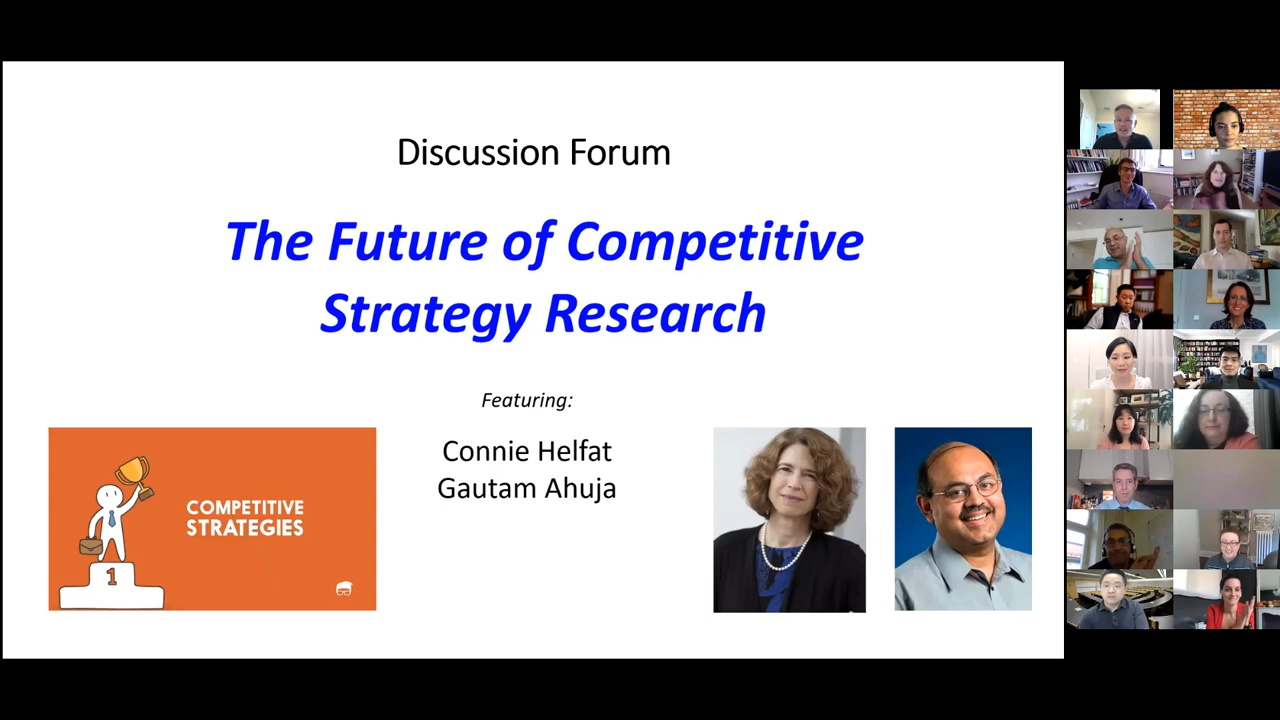 Discussion Forum
The Future of Competitive
Strategy Research
Featuring:
Connie Helfat
Gautam Ahuja
COMPETITIVE
STRATEGIES
1